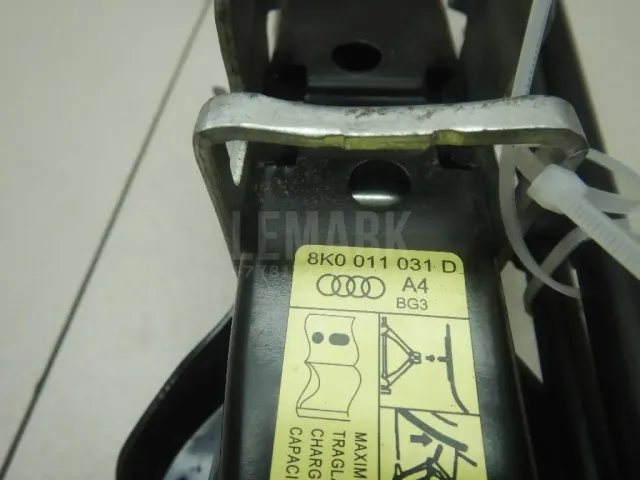 LEMARK
8K0 011 031 D
A4
BG3
MAXIM
TRAGLA
CHARG
CAPACI